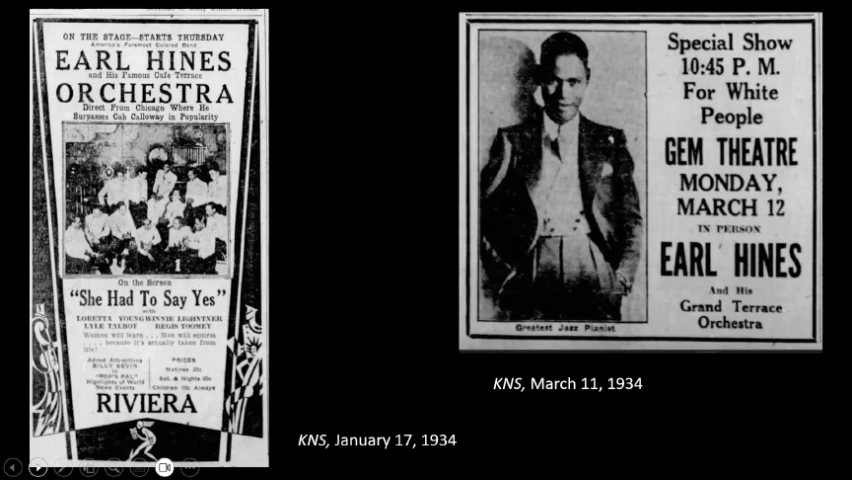 ON THE STAGE—STARTS THURSDAY
America's Foremost Colored Band
EARL HINES
and His Famous Cafe Terrace
ORCHESTRA
Direct From Chicago Where He
Surpasses Cab Calloway in Popularity
On the Screen
"She Had To Say Yes"
with
LORETTA YOUNG WINNIE LIGHTNER
LYLE TALBOT REGIS TOOMEY
Women will learn . . . Men will squirm
. . . . because it's actually taken from
life!
Added Attractions
BILLY BEVIN
in
"POP'S PAL"
Highlights of World
News Events
PRICES
Matinee 25c
Sat. & Nights
Children 10c Always
RIVIERA
KNS, January 17, 1934
Special Show
10:45 P. M.
For White
People
GEM THEATRE
MONDAY,
MARCH 12
IN PERSON
EARL HINES
And His
Grand Terrace
Orchestra
Greatest Jazz Pianist
KNS, March 11, 1934